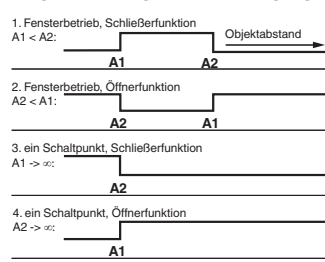 1. Fensterbetrieb, Schließerfunktion
A1 < A2:
Objektabstand
A1 A2
2. Fensterbetrieb, Öffnerfunktion
A2 < A1:
A2 A1
3. ein Schaltpunkt, Schließerfunktion
A1 -> ∞:
A2
4. ein Schaltpunkt, Öffnerfunktion
A2 -> ∞:
A1